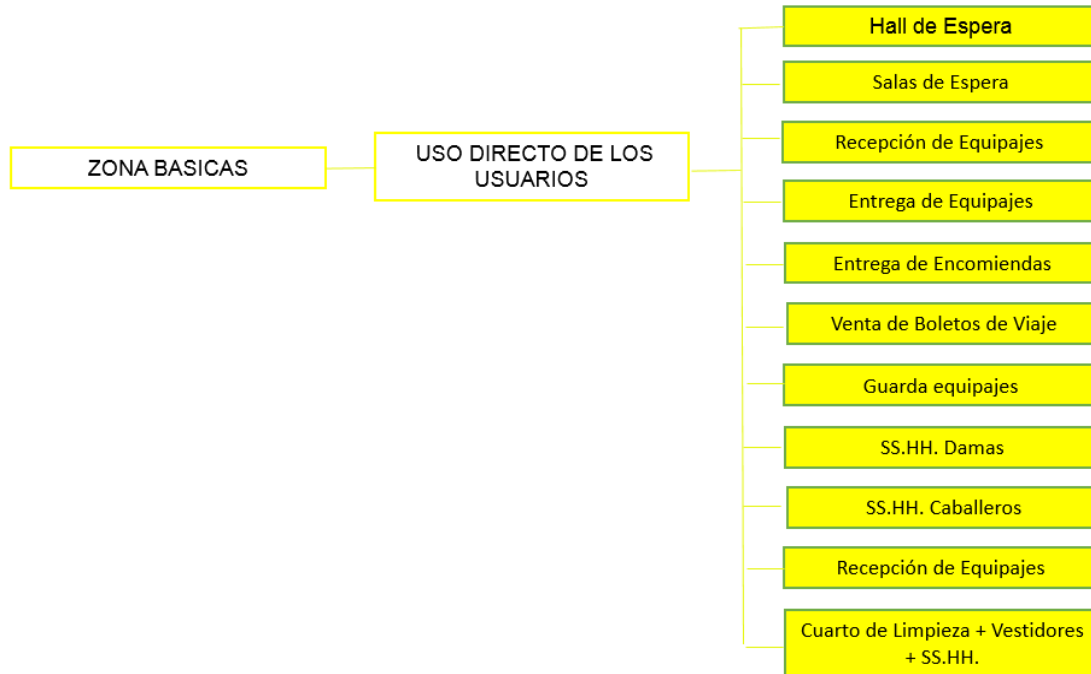 ZONA BASICAS
USO DIRECTO DE LOS
USUARIOS
Hall de Espera
Salas de Espera
Recepción de Equipajes
Entrega de Equipajes
Entrega de Encomiendas
Venta de Boletos de Viaje
Guarda equipajes
SS.HH. Damas
SS.HH. Caballeros
Recepción de Equipajes
Cuarto de Limpieza + Vestidores
+ SS.HH.